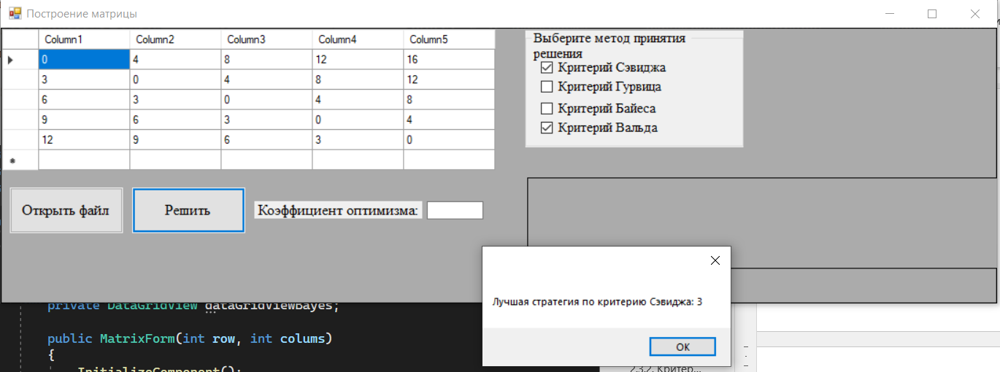 Построение матрицы
Column1 Column2 Column3 Column4 Column5
0 4 8 12 16
3 0 4 8 12
6 3 0 4 8
9 6 3 0 4
12 9 6 3 0
*
Выберите метод принятия
решения
Критерий Сэвиджа
Критерий Гурвица
Критерий Байеса
Критерий Вальда
Открыть файл Решить Коэффициент оптимизма:
Лучшая стратегия по критерию Сэвиджа: 3
OK
private DataGridView dataGridViewBayes;
public MatrixForm(int row, int colums)
{
InitializeComponent();
2.3.2. Критер...